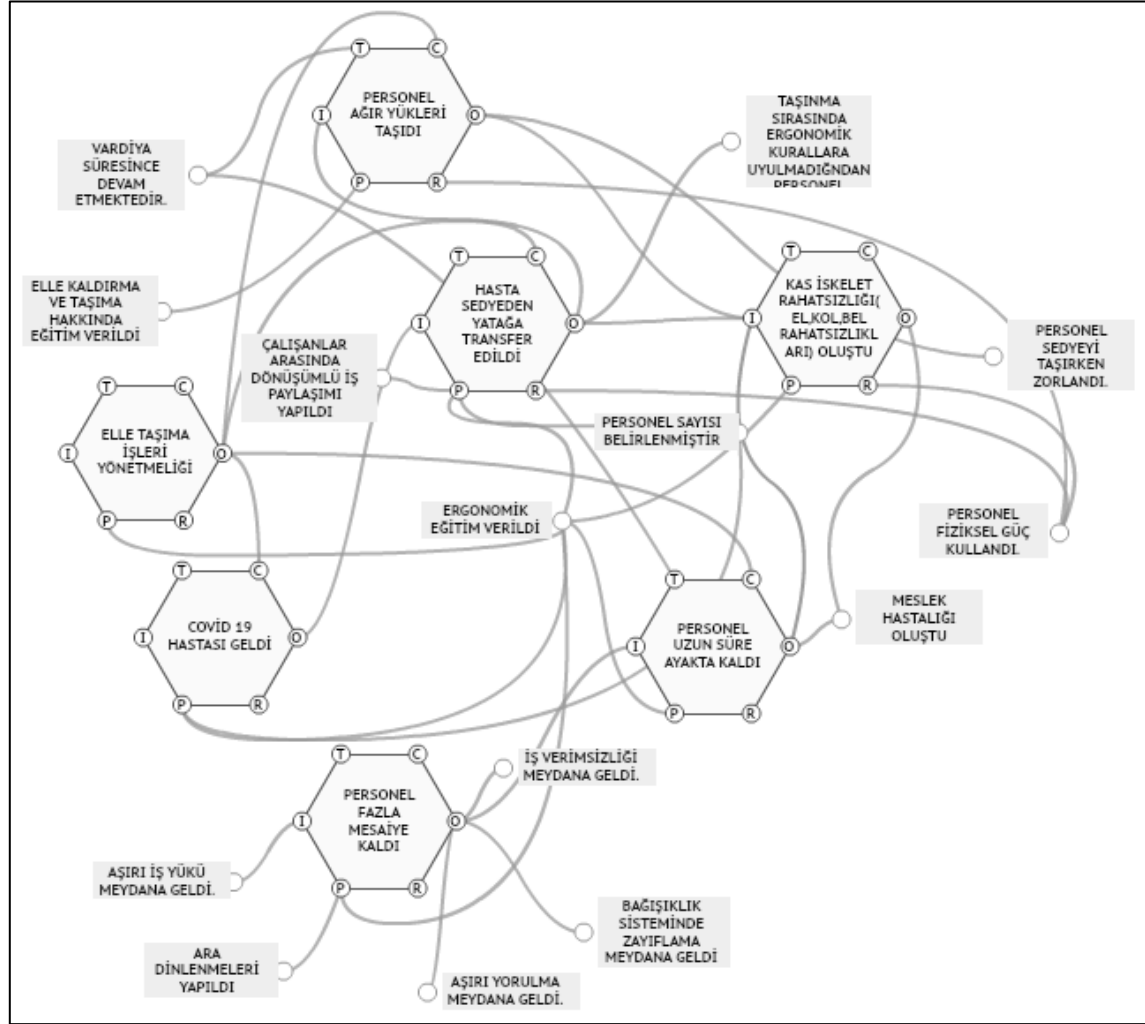 T
C
PERSONEL
AĞIR YÜKLERİ
TAŞIDI
I
O
P
R
TAŞINMA
SIRASINDA
ERGONOMİK
KURALLARA
UYULMADIĞNDAN
PERSONEL
VARDİYA
SÜRESİNCE
DEVAM
ETMEKTEDİR.
T
C
HASTA
SEDYEDEN
YATAĞA
TRANSFER
EDİLDİ
I
O
P
R
T
C
KAS İSKELET
RAHATSIZLIĞI(
EL,KOL,BEL
RAHATSIZLIKL
ARI) OLUŞTU
I
O
P
R
ELLE KALDIRMA
VE TAŞIMA
HAKKINDA
EĞİTİM VERİLDİ
ÇALIŞANLAR
ARASINDA
DÖNÜŞÜMLÜ İŞ
PAYLAŞIMI
YAPILDI
PERSONEL
SEDYEYİ
TAŞIRKEN
ZORLANDI.
T
C
ELLE TAŞIMA
İŞLERİ
YÖNETMELİĞİ
I
O
P
R
PERSONEL SAYISI
BELİRLENMİŞTİR
ERGONOMİK
EĞİTİM VERİLDİ
PERSONEL
FİZİKSEL GÜÇ
KULLANDI.
T
C
COVİD 19
HASTASI GELDİ
I
O
P
R
T
C
PERSONEL
UZUN SÜRE
AYAKTA KALDI
I
O
P
R
MESLEK
HASTALIĞI
OLUŞTU
T
C
PERSONEL
FAZLA
MESAİYE
KALDI
I
O
P
R
İŞ VERİMSİZLİĞİ
MEYDANA GELDİ.
AŞIRI İŞ YÜKÜ
MEYDANA GELDİ.
BAĞIŞIKLIK
SİSTEMİNDE
ZAYIFLAMA
MEYDANA GELDİ
ARA
DİNLENMELERİ
YAPILDI
AŞIRI YORULMA
MEYDANA GELDİ.